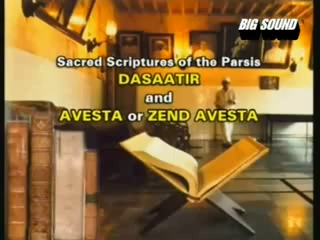 BIG SOUND
Sacred Scriptures of the Parsis
DASAATIR
and
AVESTA or ZEND AVESTA